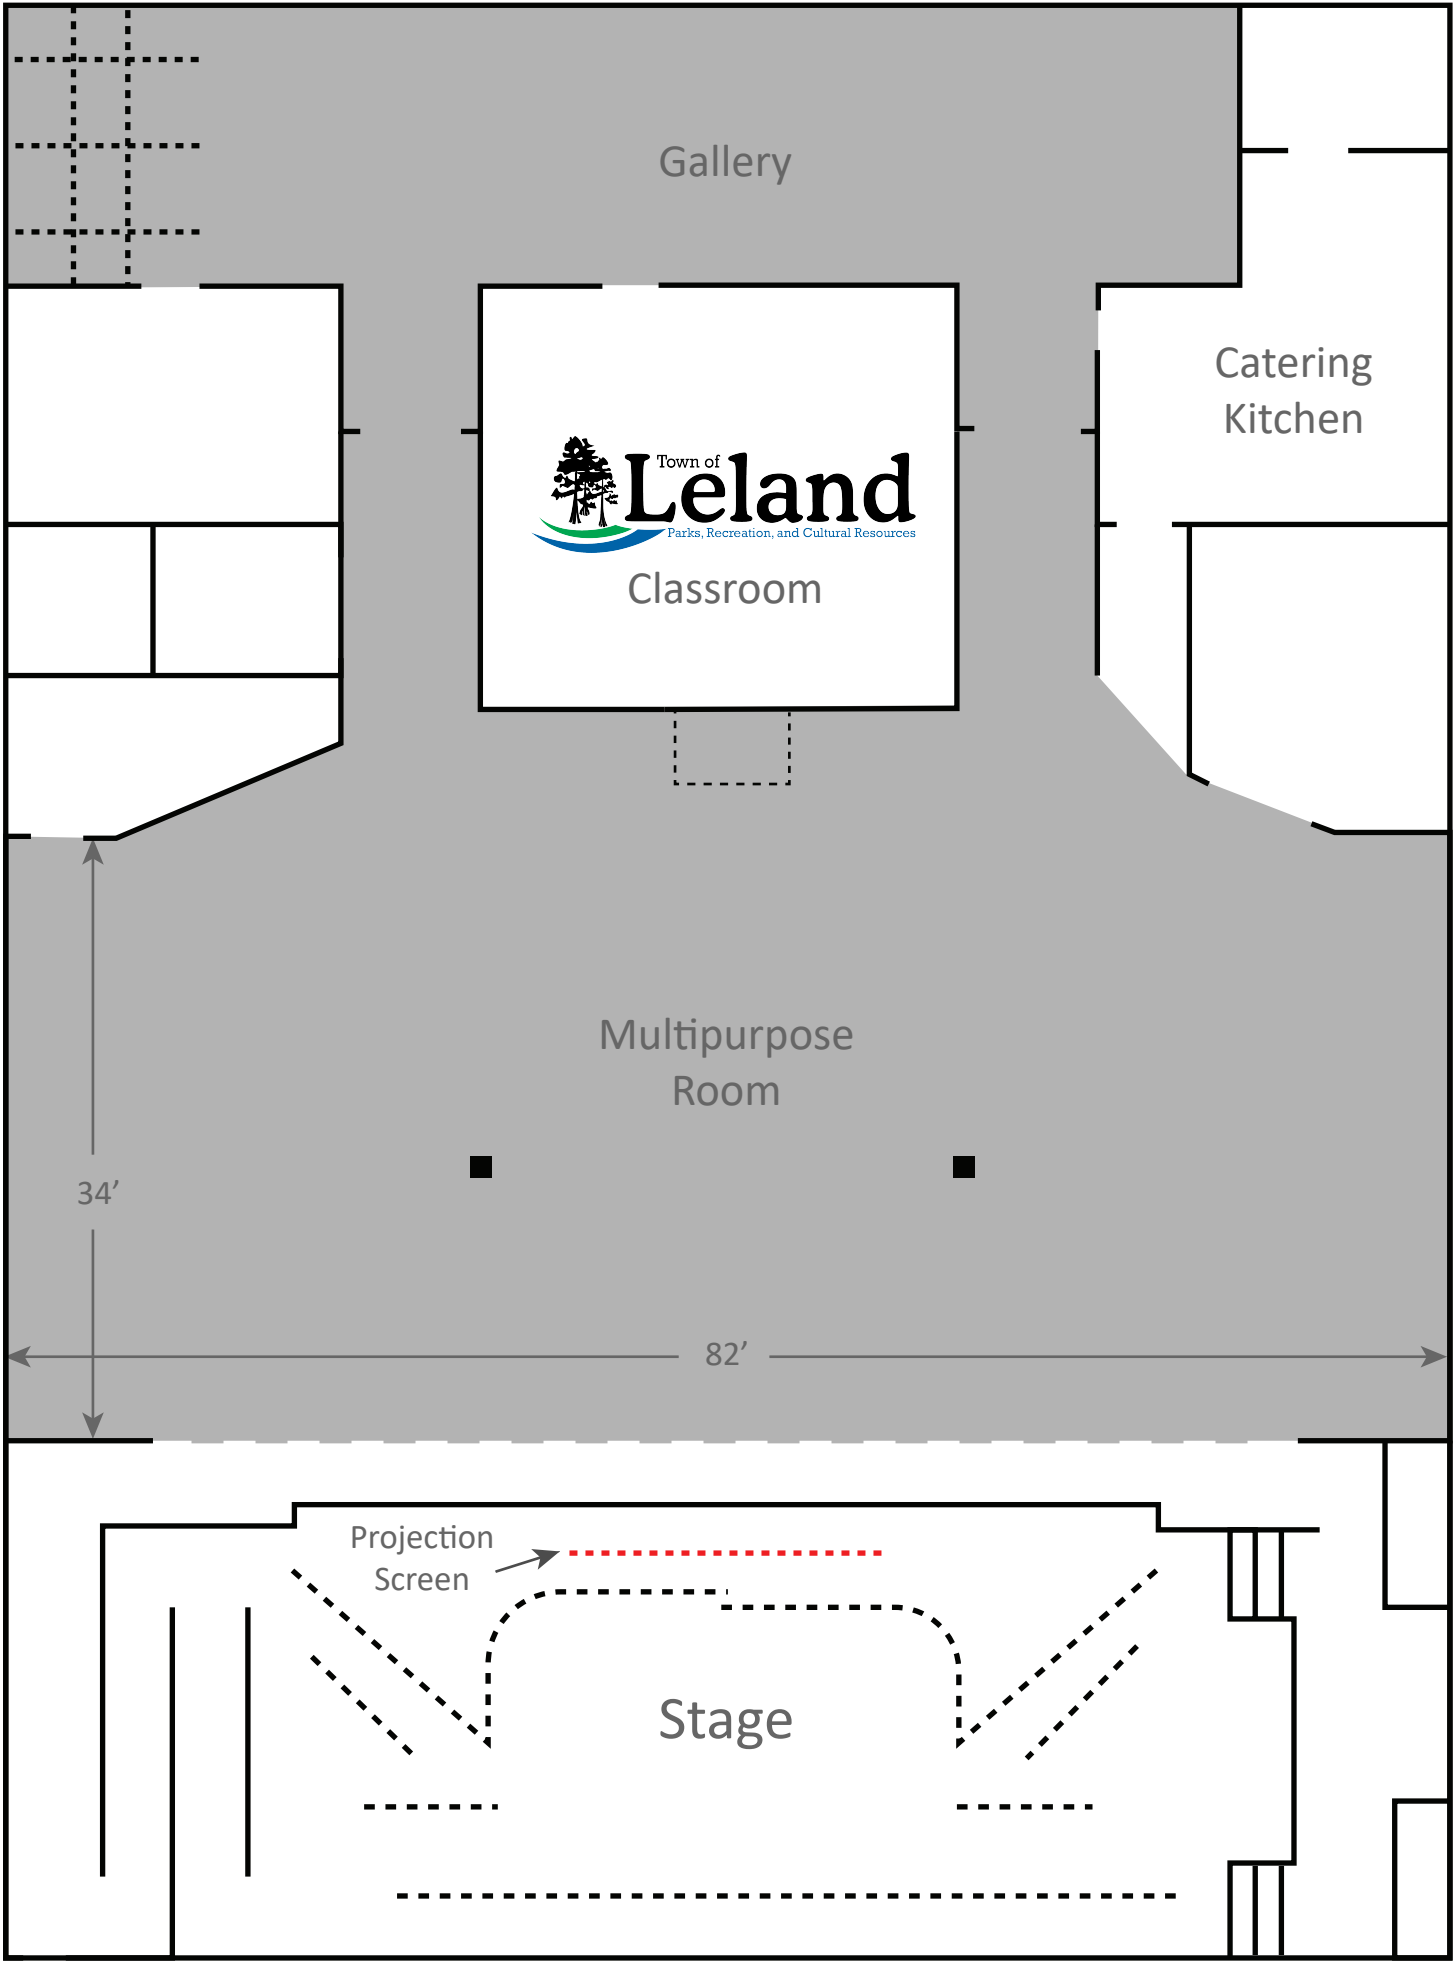 Gallery
Catering
Kitchen
Town of
Leland
Parks, Recreation, and Cultural Resources
Classroom
Multipurpose
Room
34’
82’
Projection
Screen
Stage